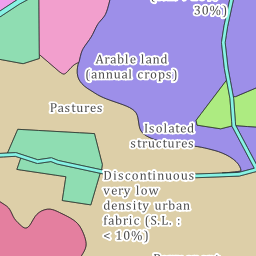 30%)
Arable land
(annual crops)
Pastures
Isolated
structures
Discontinuous
very low
density urban
fabric (S.L. :
< 10%)